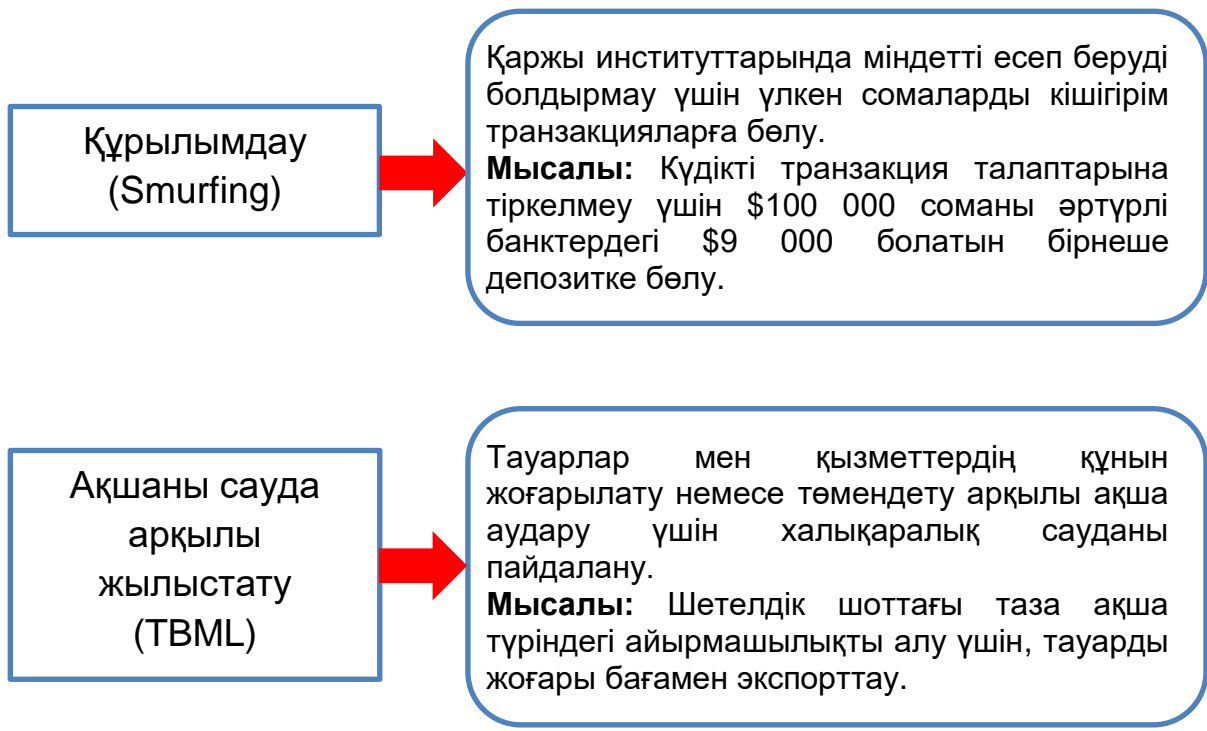 Құрылымдау
(Smurfing)
Қаржы институттарында міндетті есеп беруді
болдырмау үшін үлкен сомаларды кішігірім
транзакцияларға бөлу.
Мысалы: Күдікті транзакция талаптарына
тіркелмеу үшін $100 000 соманы әртүрлі
банктердегі $9 000 болатын бірнеше
депозитке бөлу.
Ақшаны сауда
арқылы
жылыстату
(TBML)
Тауарлар мен қызметтердің құнын
жоғарылату немесе төмендету арқылы ақша
аудару үшін халықаралық сауданы
пайдалану.
Мысалы: Шетелдік шоттағы таза ақша
түріндегі айырмашылықты алу үшін, тауарды
жоғары бағамен экспорттау.